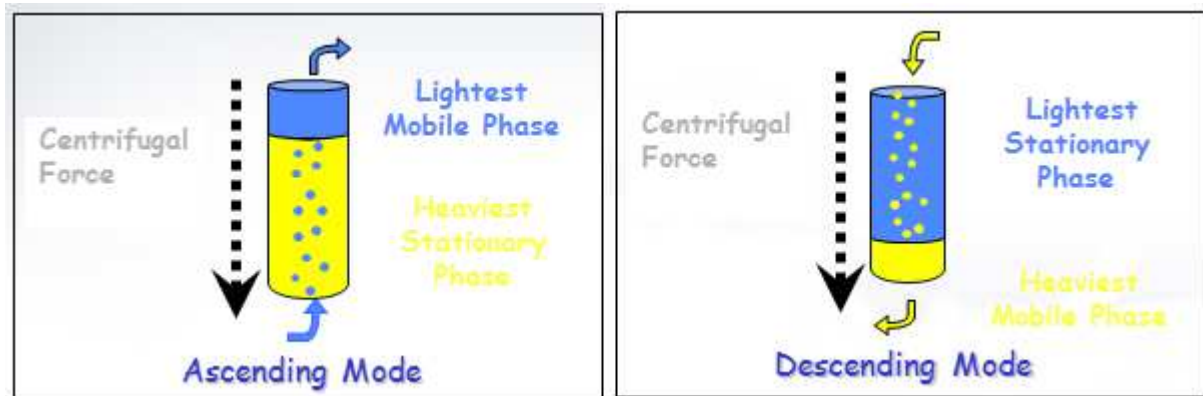 Centrifugal
Force
Lightest
Mobile Phase
Heaviest
Stationary
Phase
Ascending Mode
Centrifugal
Force
Lightest
Stationary
Phase
Heaviest
Mobile Phase
Descending Mode